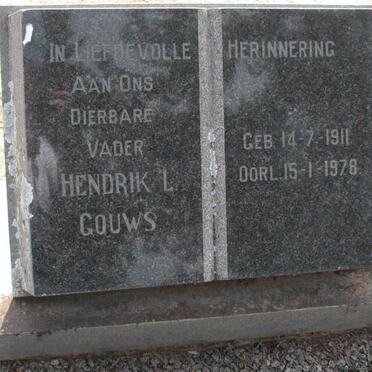 IN LIEFDEVOLLE HERINNERING
AAN ONS
DIERBARE
VADER
HENDRIK L.
GOUWS
GEB. 14-7-1911
OORL. 15-1-1978